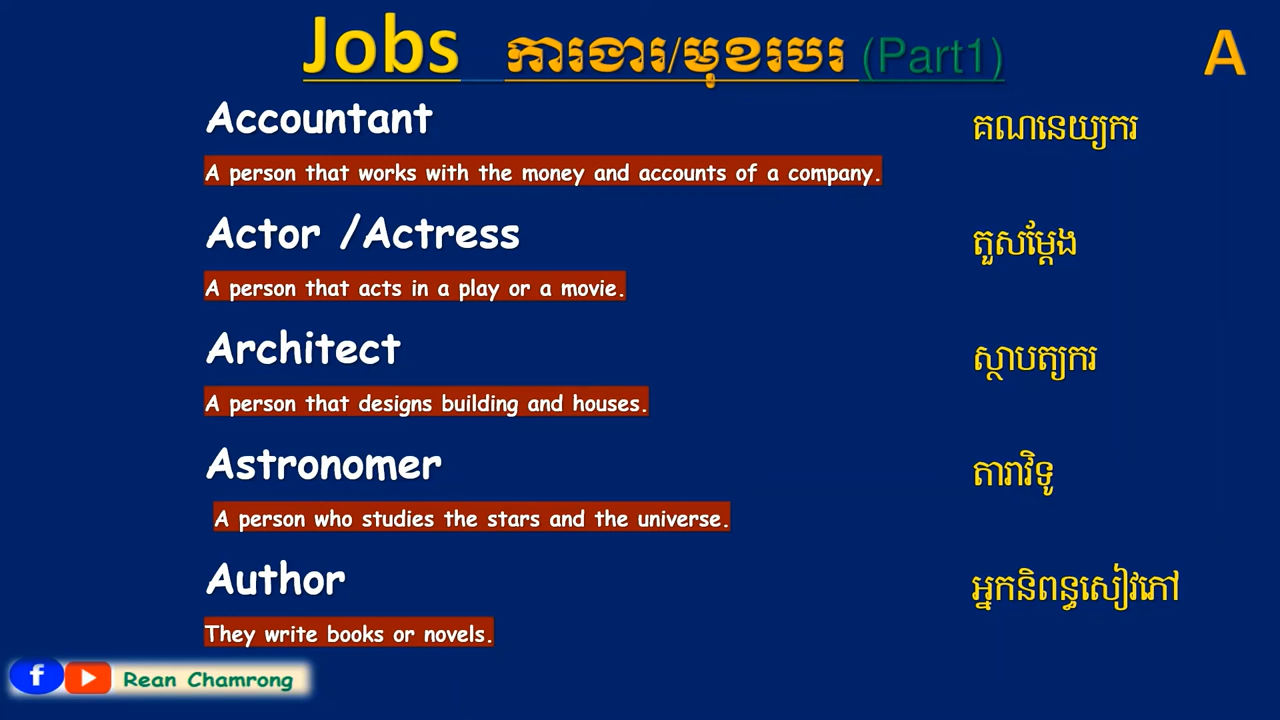 Jobs ការងារ/មុខរបរ (Part1) A
Accountant គណនេយ្យករ
A person that works with the money and accounts of a company.
Actor /Actress តួសម្តែង
A person that acts in a play or a movie.
Architect ស្ថាបត្យករ
A person that designs building and houses.
Astronomer តារាវិទូ
A person who studies the stars and the universe.
Author អ្នកនិពន្ធសៀវភៅ
They write books or novels.
f Rean Chamrong